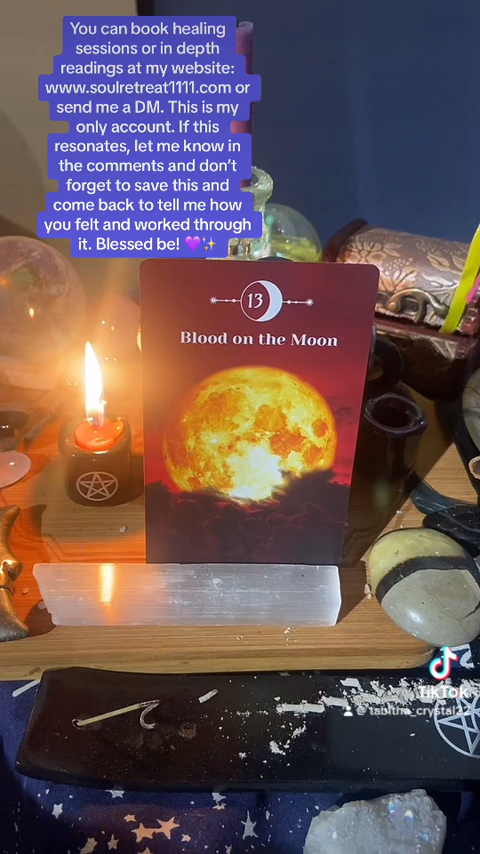 You can book healing
sessions or in depth
readings at my website:
www.soulretreat1111.com or
send me a DM. This is my
only account. If this
resonates, let me know in
the comments and don't
forget to save this and
come back to tell me how
you felt and worked through
it. Blessed be! 💜✨
13
Blood on the Moon
TikTok